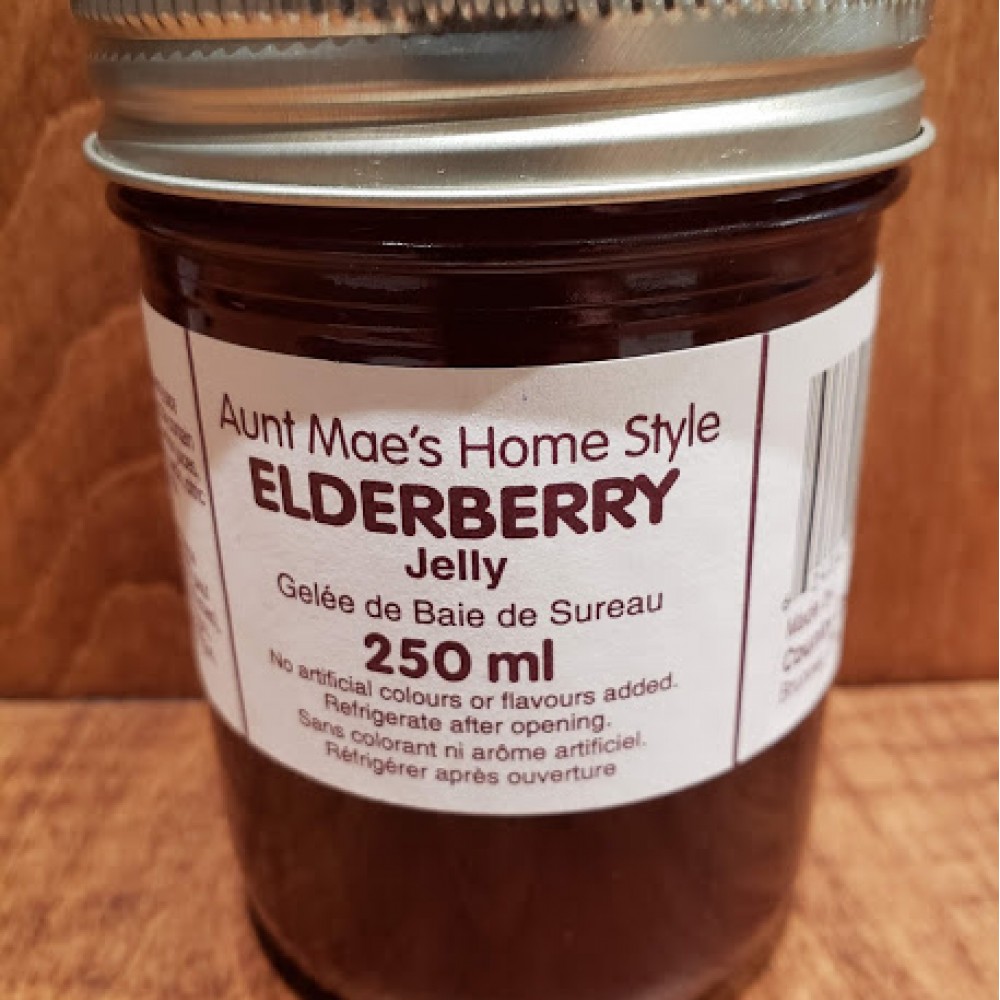 Aunt Mae's Home Style
ELDERBERRY
Jelly
Gelée de Baie de Sureau
250 ml
No artificial colours or flavours added.
Refrigerate after opening.
Sans colorant ni arôme artificiel.
Réfrigérer après ouverture